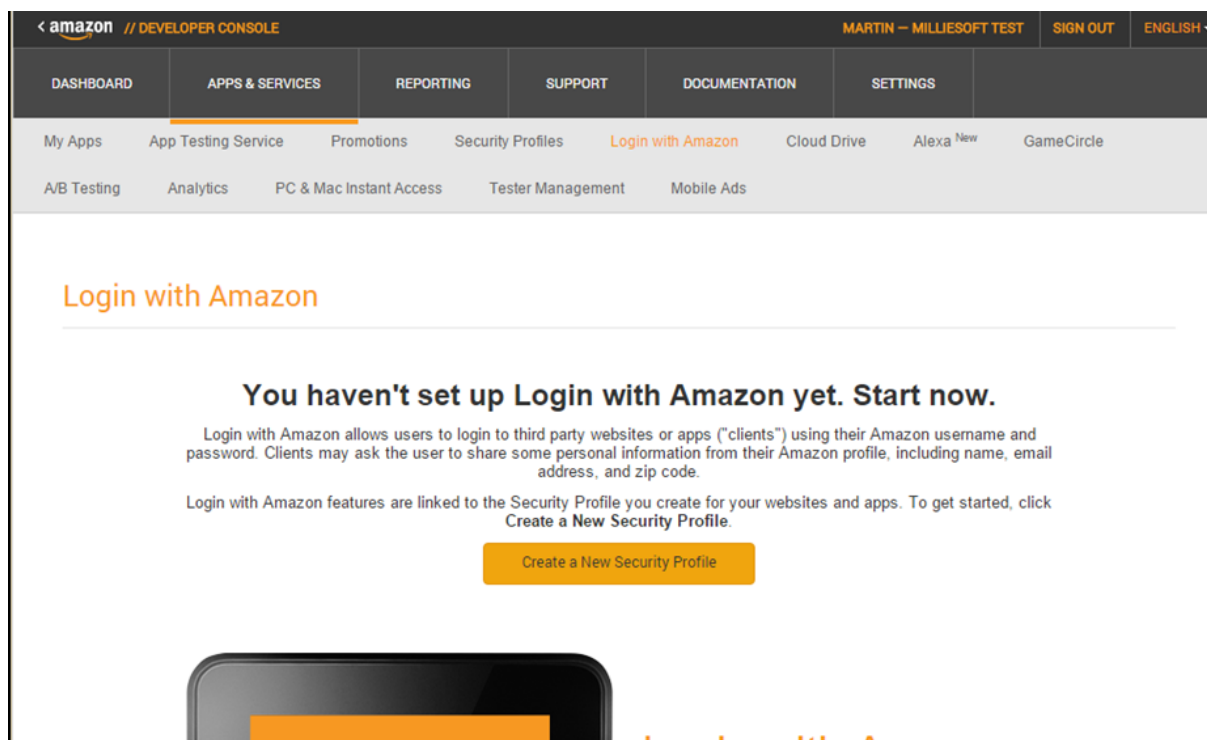 < amazon // DEVELOPER CONSOLE MARTIN — MILLIESOFT TEST SIGN OUT ENGLISH
DASHBOARD APPS & SERVICES REPORTING SUPPORT DOCUMENTATION SETTINGS
My Apps App Testing Service Promotions Security Profiles Login with Amazon Cloud Drive Alexa New GameCircle
A/B Testing Analytics PC & Mac Instant Access Tester Management Mobile Ads
Login with Amazon
You haven't set up Login with Amazon yet. Start now.
Login with Amazon allows users to login to third party websites or apps ("clients") using their Amazon username and
password. Clients may ask the user to share some personal information from their Amazon profile, including name, email
address, and zip code.
Login with Amazon features are linked to the Security Profile you create for your websites and apps. To get started, click
Create a New Security Profile.
Create a New Security Profile